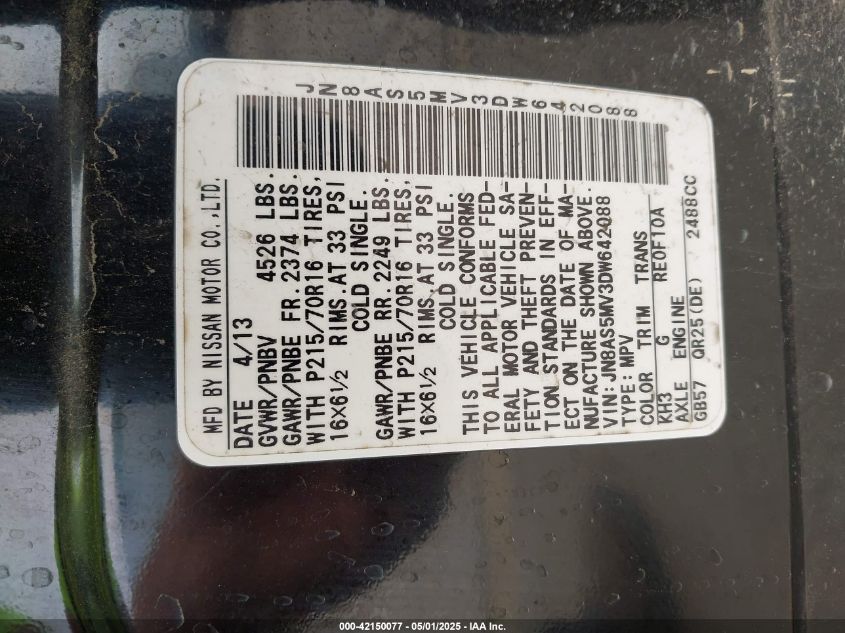 JN8AS5MV3DW642088
MFD BY NISSAN MOTOR CO.,LTD.
DATE 4/13
GVWR/PNBV 4526 LBS.
GAWR/PNBE FR. 2374 LBS.
WITH P215/70R16 TIRES,
16X6½ RIMS.AT 33 PSI
COLD SINGLE.
GAWR/PNBE RR. 2249 LBS.
WITH P215/70R16 TIRES,
16X6½ RIMS.AT 33 PSI
COLD SINGLE.
THIS VEHICLE CONFORMS
TO ALL APPLICABLE FED-
ERAL MOTOR VEHICLE SA-
FETY AND THEFT PREVEN-
TION STANDARDS IN EFF-
ECT ON THE DATE OF MA-
NUFACTURE SHOWN ABOVE.
VIN:JN8AS5MV3DW642088
TYPE:MPV
COLOR TRIM TRANS
KH3 G RE0F10A
AXLE ENGINE
GB57 QR25(DE) 2488CC
000-42150077 - 05/01/2025 - IAA Inc.